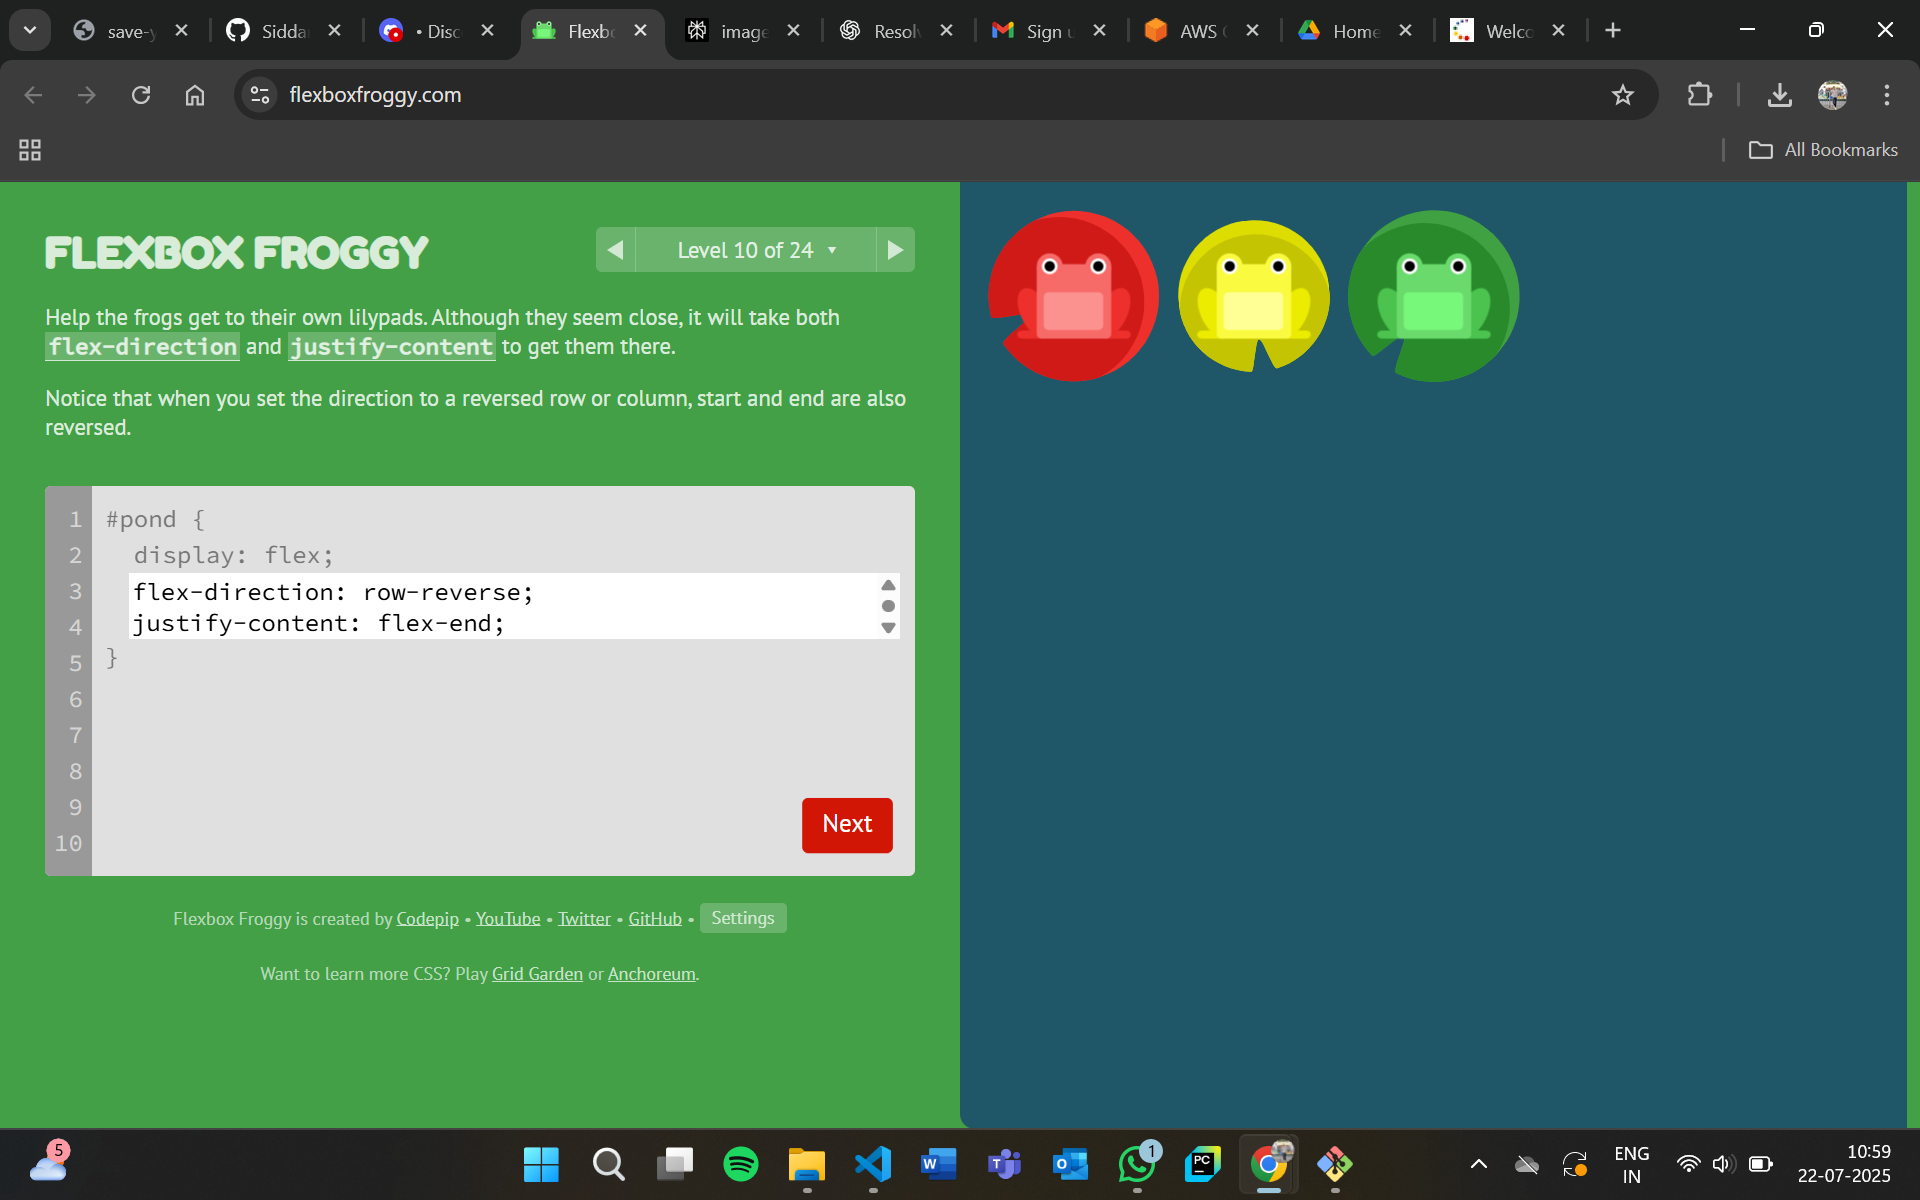 save-y
Sidda
• Disc
Flexbo
image
Resolv
Sign u
AWS C
Home
Welco
flexboxfroggy.com
All Bookmarks
FLEXBOX FROGGY
Level 10 of 24
Help the frogs get to their own lilypads. Although they seem close, it will take both
flex-direction and justify-content to get them there.
Notice that when you set the direction to a reversed row or column, start and end are also
reversed.
1 #pond {
2 display: flex;
3 flex-direction: row-reverse;
4 justify-content: flex-end;
5 }
6
7
8
9
10
Next
Flexbox Froggy is created by Codepip • YouTube • Twitter • GitHub • Settings
Want to learn more CSS? Play Grid Garden or Anchoreum.
5
W
T
O
1
PC
ENG
IN
10:59
22-07-2025